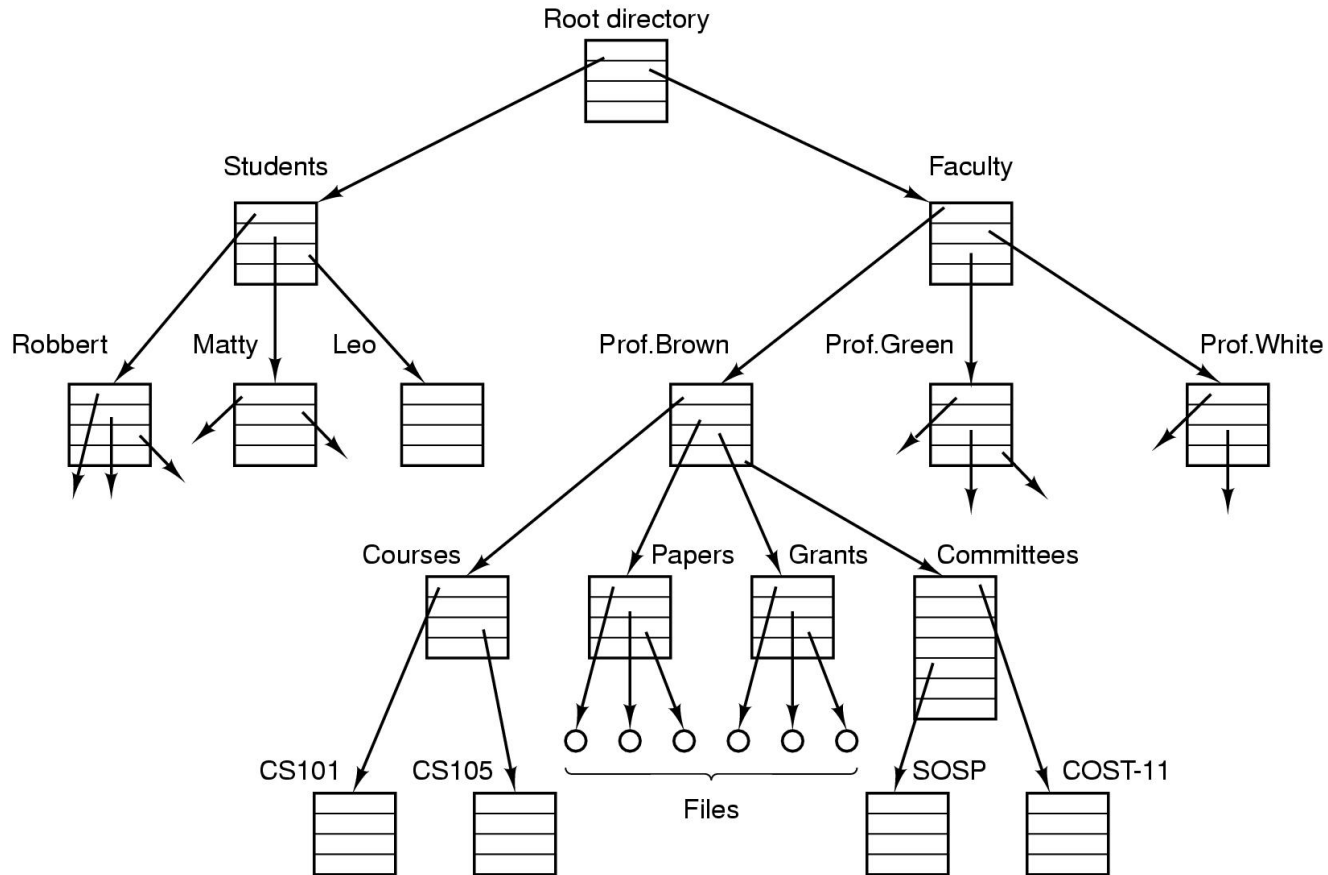 Root directory
Students
Faculty
Robbert
Matty
Leo
Prof.Brown
Prof.Green
Prof.White
Courses
Papers
Grants
Committees
CS101
CS105
SOSP
COST-11
Files